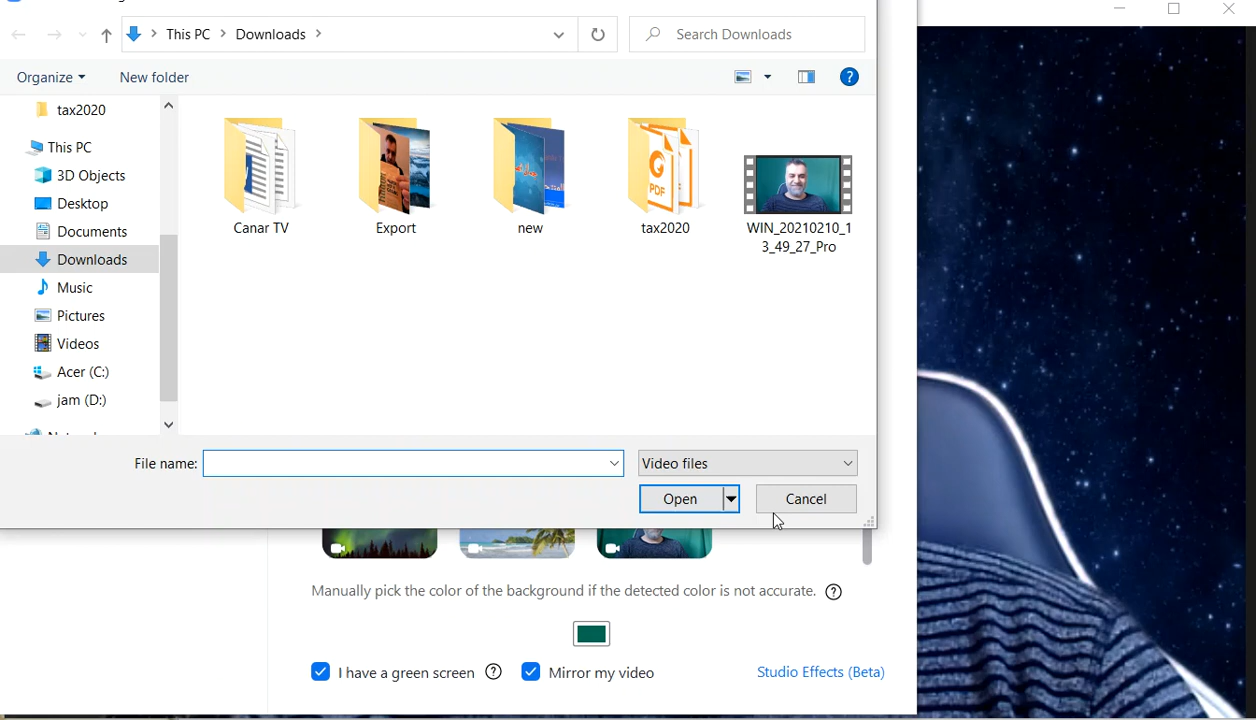 This PC > Downloads >
Search Downloads
Organize
New folder
?
tax2020
This PC
3D Objects
Desktop
Documents
Downloads
Music
Pictures
Videos
Acer (C:)
jam (D:)
Canar TV
Export
new
PDF
tax2020
WIN_20210210_1
3_49_27_Pro
File name:
Video files
Open
Cancel
Manually pick the color of the background if the detected color is not accurate. ?
I have a green screen ?
Mirror my video
Studio Effects (Beta)